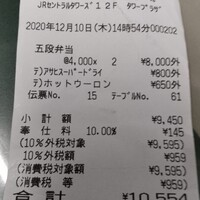 JRセントラルタワーズ12F タワープラザ
2020年12月10日(木)14時54分000202
五段弁当
@4,000× 2 ¥8,000外
テ)アサヒスーパードライ ¥800外
テ)ホットウーロン ¥650外
伝票No. 15 テーブルNo. 61
小 計 額 ¥9,450
奉 仕 料 10.00% ¥145
(10%外税対象 ¥9,595)
(10%外税額 ¥959)
(消費税対象額 ¥9,595)
(消費税 等 ¥959)
合 計 ¥10,554